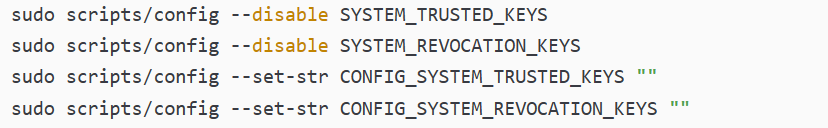 sudo scripts/config --disable SYSTEM_TRUSTED_KEYS
sudo scripts/config --disable SYSTEM_REVOCATION_KEYS
sudo scripts/config --set-str CONFIG_SYSTEM_TRUSTED_KEYS ""
sudo scripts/config --set-str CONFIG_SYSTEM_REVOCATION_KEYS ""